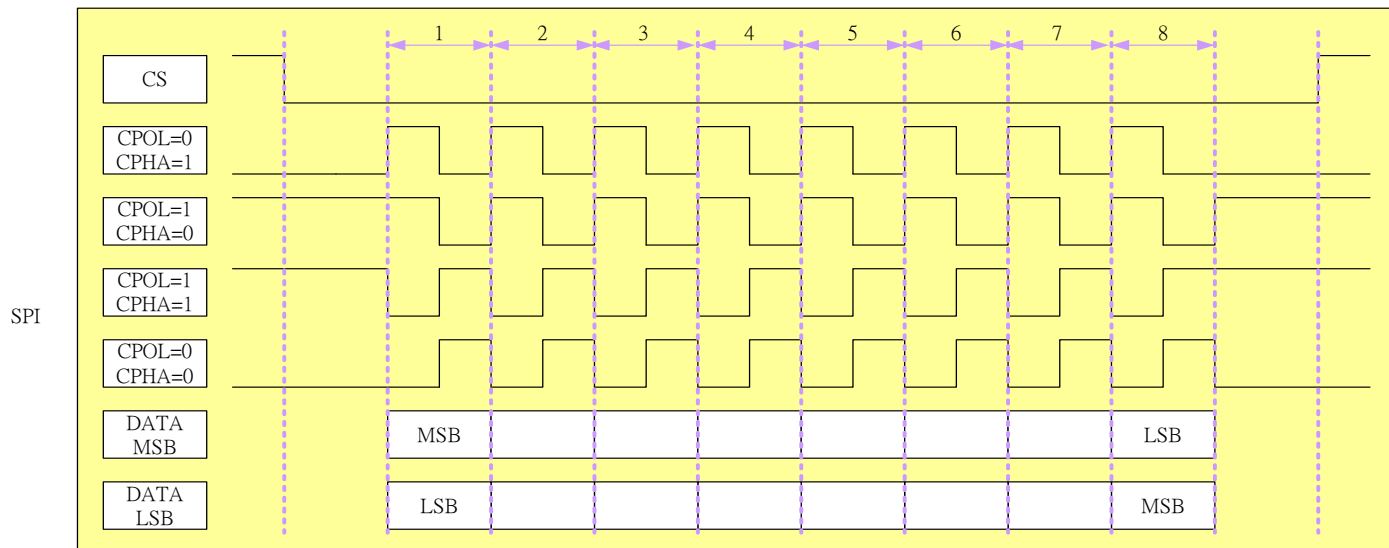 1 2 3 4 5 6 7 8
CS
CPOL=0
CPHA=1
CPOL=1
CPHA=0
CPOL=1
CPHA=1
SPI
CPOL=0
CPHA=0
DATA
MSB
MSB LSB
DATA
LSB
LSB MSB